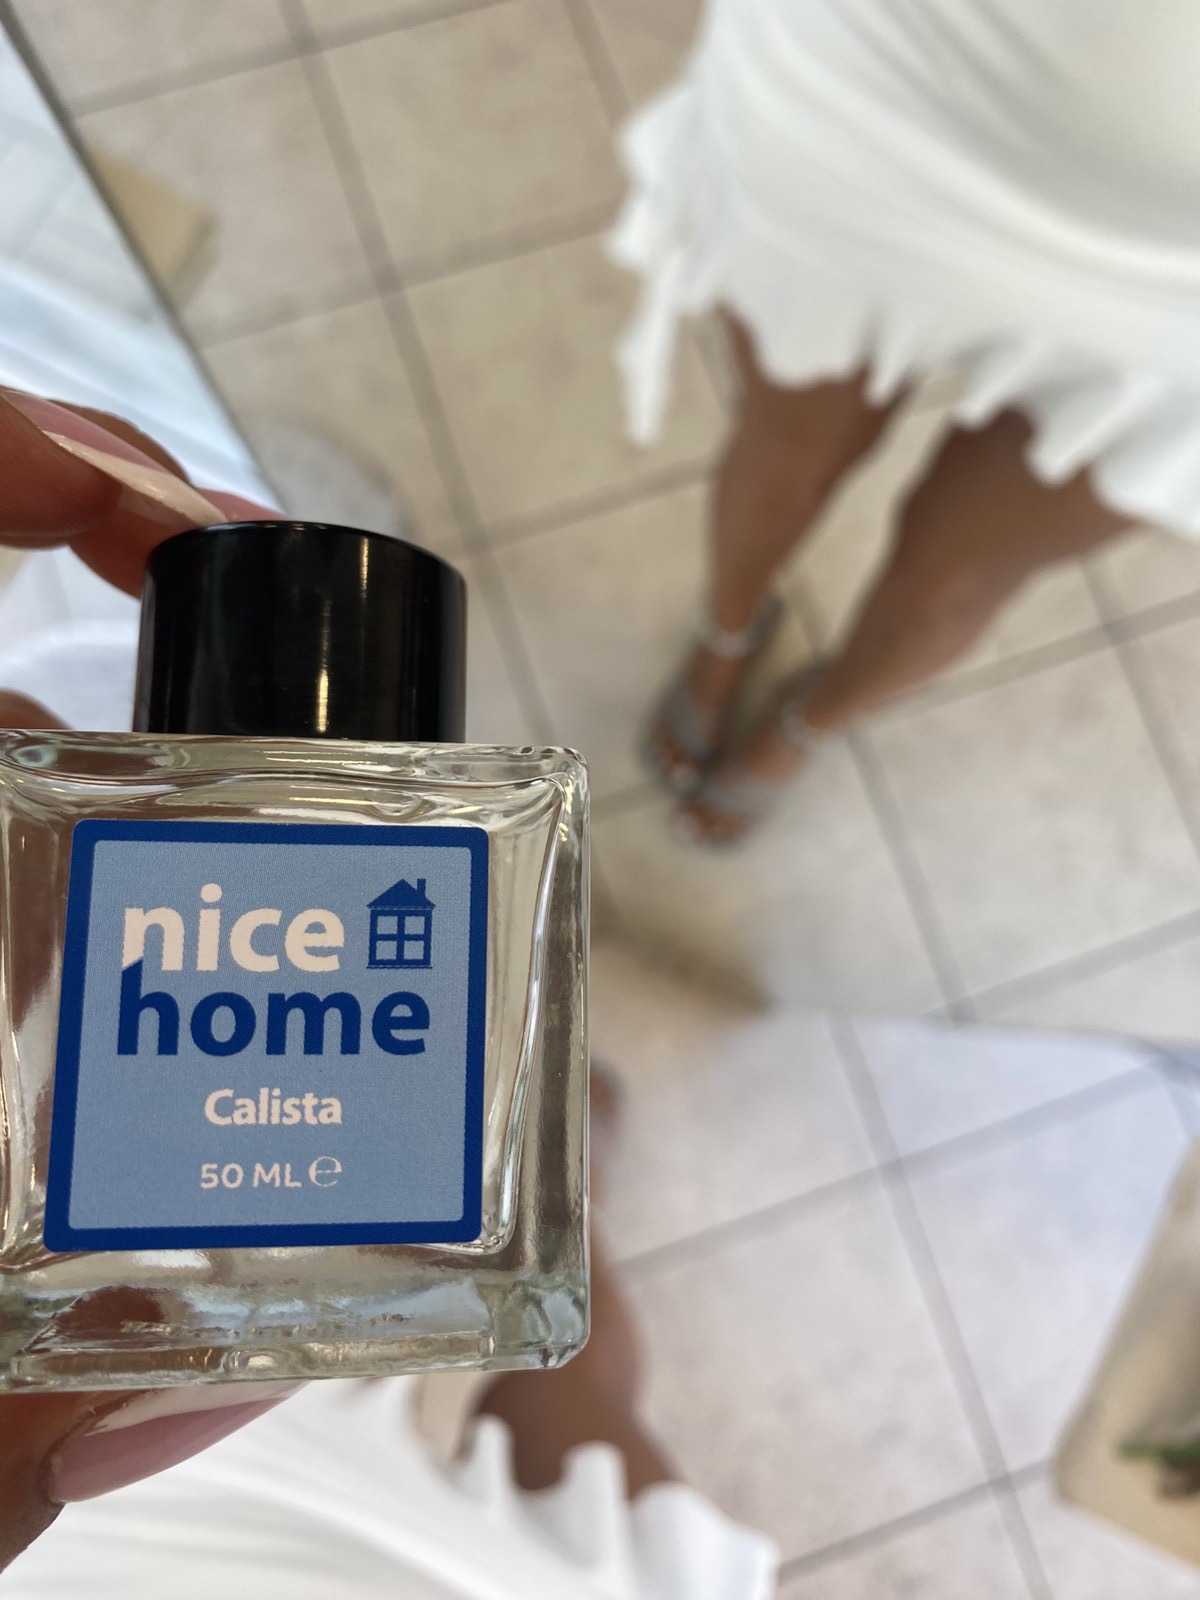 nice
home
Calista
50 ML ℮